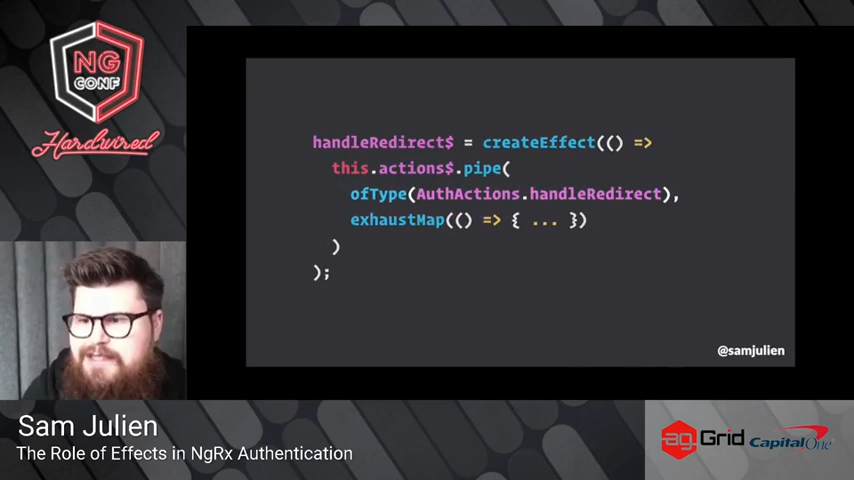 NG
CONF
Hardwired
handleRedirect$ = createEffect(() =>
this.actions$.pipe(
ofType(AuthActions.handleRedirect),
exhaustMap(() => { ... })
)
);
@samjulien
Sam Julien
The Role of Effects in NgRx Authentication
ag Grid
Capital One